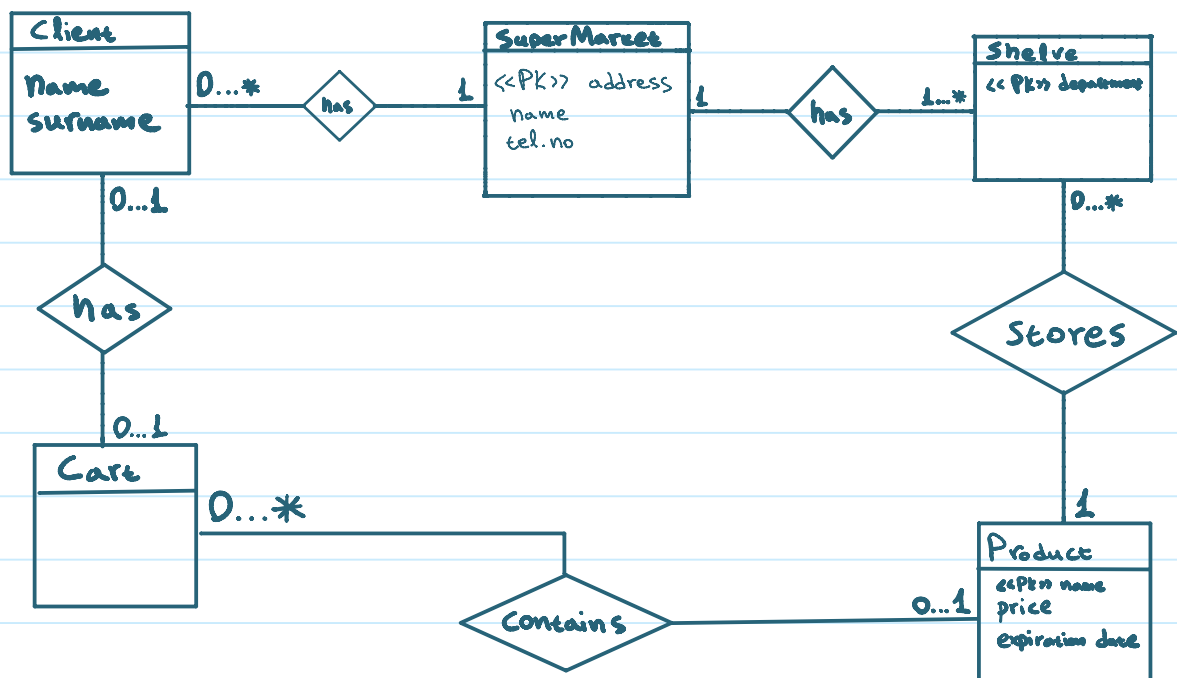 Client
Name
surname
0...*
has
1
SuperMarket
<<PK>> address
name
tel.no
1
has
1...*
Shelve
<<PK>> department
0...1
has
0...1
0...*
Stores
1
Cart
0...*
Contains
0...1
Product
<<PK>> name
price
expiration date